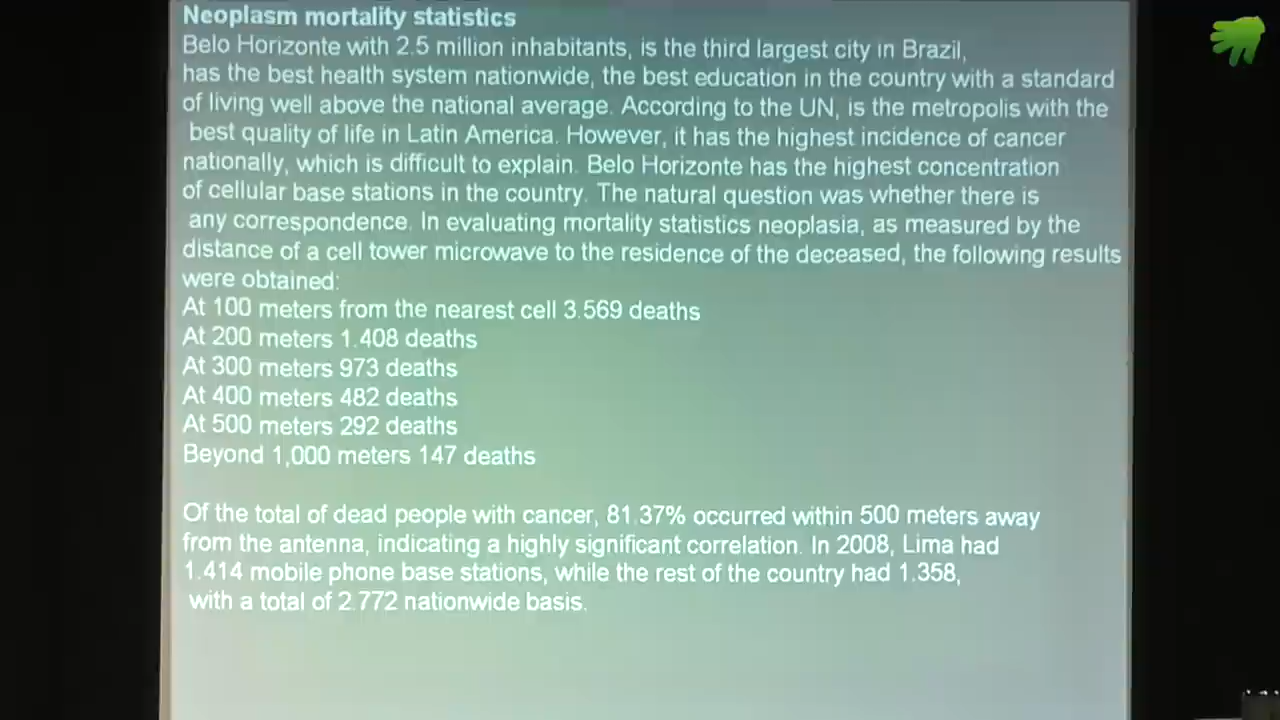 Neoplasm mortality statistics
Belo Horizonte with 2.5 million inhabitants, is the third largest city in Brazil,
has the best health system nationwide, the best education in the country with a standard
of living well above the national average. According to the UN, is the metropolis with the
best quality of life in Latin America. However, it has the highest incidence of cancer
nationally, which is difficult to explain. Belo Horizonte has the highest concentration
of cellular base stations in the country. The natural question was whether there is
any correspondence. In evaluating mortality statistics neoplasia, as measured by the
distance of a cell tower microwave to the residence of the deceased, the following results
were obtained:
At 100 meters from the nearest cell 3.569 deaths
At 200 meters 1.408 deaths
At 300 meters 973 deaths
At 400 meters 482 deaths
At 500 meters 292 deaths
Beyond 1,000 meters 147 deaths
Of the total of dead people with cancer, 81.37% occurred within 500 meters away
from the antenna, indicating a highly significant correlation. In 2008, Lima had
1.414 mobile phone base stations, while the rest of the country had 1.358,
with a total of 2.772 nationwide basis.